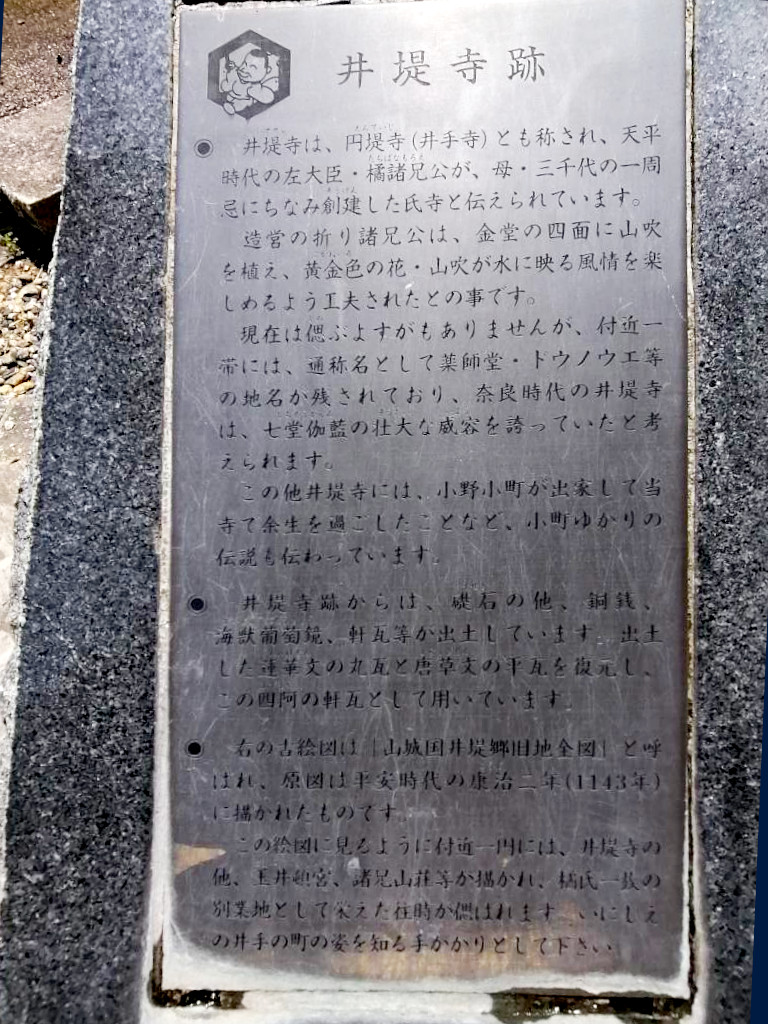 井堤寺跡
井堤寺は、円堤寺(井手寺)とも称され、天平
時代の左大臣・橘諸兄公が、母・三千代の一周
忌にちなみ創建した氏寺と伝えられています。
造営の折り諸兄公は、金堂の四面に山吹
を植え、黄金色の花・山吹が水に映る風情を楽
しめるよう工夫されたとの事です。
現在は偲ぶよすがもありませんが、付近一
帯には、通称名として薬師堂・ドウノウエ等
の地名が残されており、奈良時代の井堤寺
は、七堂伽藍の壮大な威容を誇っていたと考
えられます。
この他井堤寺には、小野小町が出家して当
寺で余生を過ごしたことなど、小町ゆかりの
伝説も伝わっています。
井堤寺跡からは、礎石の他、銅銭、
海獣葡萄鏡、軒瓦等が出土しています。出土
した蓮華文の丸瓦と唐草文の平瓦を復元し、
この四阿の軒瓦として用いています。
右の古絵図は「山城国井堤郷旧地全図」と呼
ばれ、原図は平安時代の康治二年(1143年)
に描かれたものです。
この絵図に見るように付近一円には、井堤寺の
他、玉井頓宮、諸兄山荘等が描かれ、橘氏一族の
別業地として栄えた往時が偲ばれます。いにしえ
の井手の町の姿を知る手がかりとして下さい。